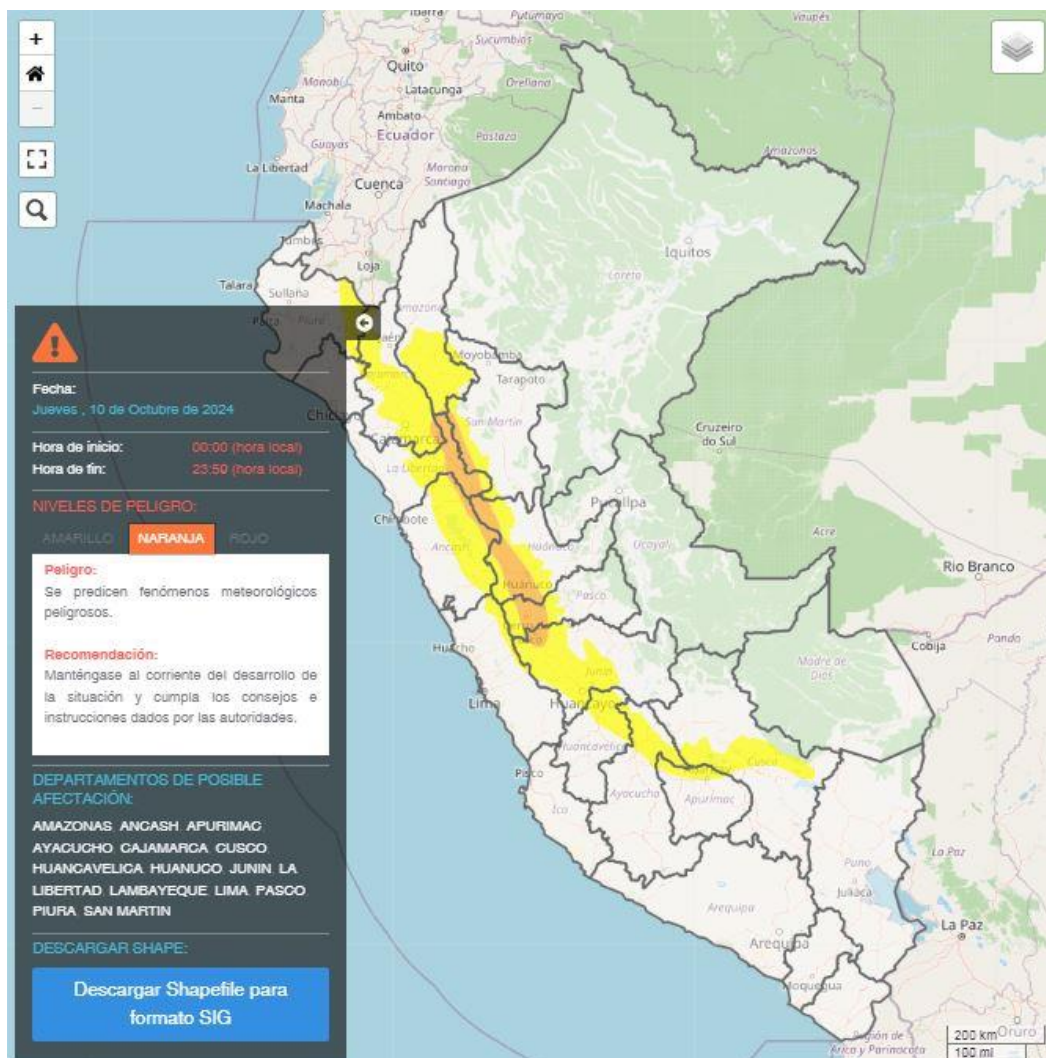 +
−
Putumayo
Vaupés
Ibarra
Sucumbíos
Quito
Manabí
Latacunga
Orellana
Manta
Ambato
Ecuador
Guayas
Pastaza
Amazonas
La Libertad
Morona
Santiago
Cuenca
Machala
Tumbes
Iquitos
Loja
Loreto
Talara
Sullana
Amazonas
Paita
Piura
Jaén
Moyobamba
Tarapoto
Cajamarca
San Martín
Cajamarca
Cruzeiro
do Sul
La Libertad
Pucallpa
Chimbote
Acre
Ancash
Huánuco
Ucayali
Rio Branco
Huánuco
Pasco
Cobija
Pando
Huacho
Madre de
Dios
Junín
Lima
Huancayo
Huancavelica
Cusco
Pisco
Ayacucho
Apurímac
Ica
Puno
La Paz
Juliaca
Arequipa
La Paz
Arequipa
Moquegua
200 km
Oruro
100 mi
Región de
Arica y Parinacota
Fecha:
Jueves , 10 de Octubre de 2024
Hora de inicio: 00:00 (hora local)
Hora de fin: 23:59 (hora local)
NIVELES DE PELIGRO:
AMARILLO NARANJA ROJO
Peligro:
Se predicen fenómenos meteorológicos
peligrosos.
Recomendación:
Manténgase al corriente del desarrollo de
la situación y cumpla los consejos e
instrucciones dados por las autoridades.
DEPARTAMENTOS DE POSIBLE
AFECTACIÓN:
AMAZONAS ANCASH APURIMAC
AYACUCHO CAJAMARCA CUSCO
HUANCAVELICA HUANUCO JUNIN LA
LIBERTAD LAMBAYEQUE LIMA PASCO
PIURA SAN MARTIN
DESCARGAR SHAPE:
Descargar Shapefile para
formato SIG